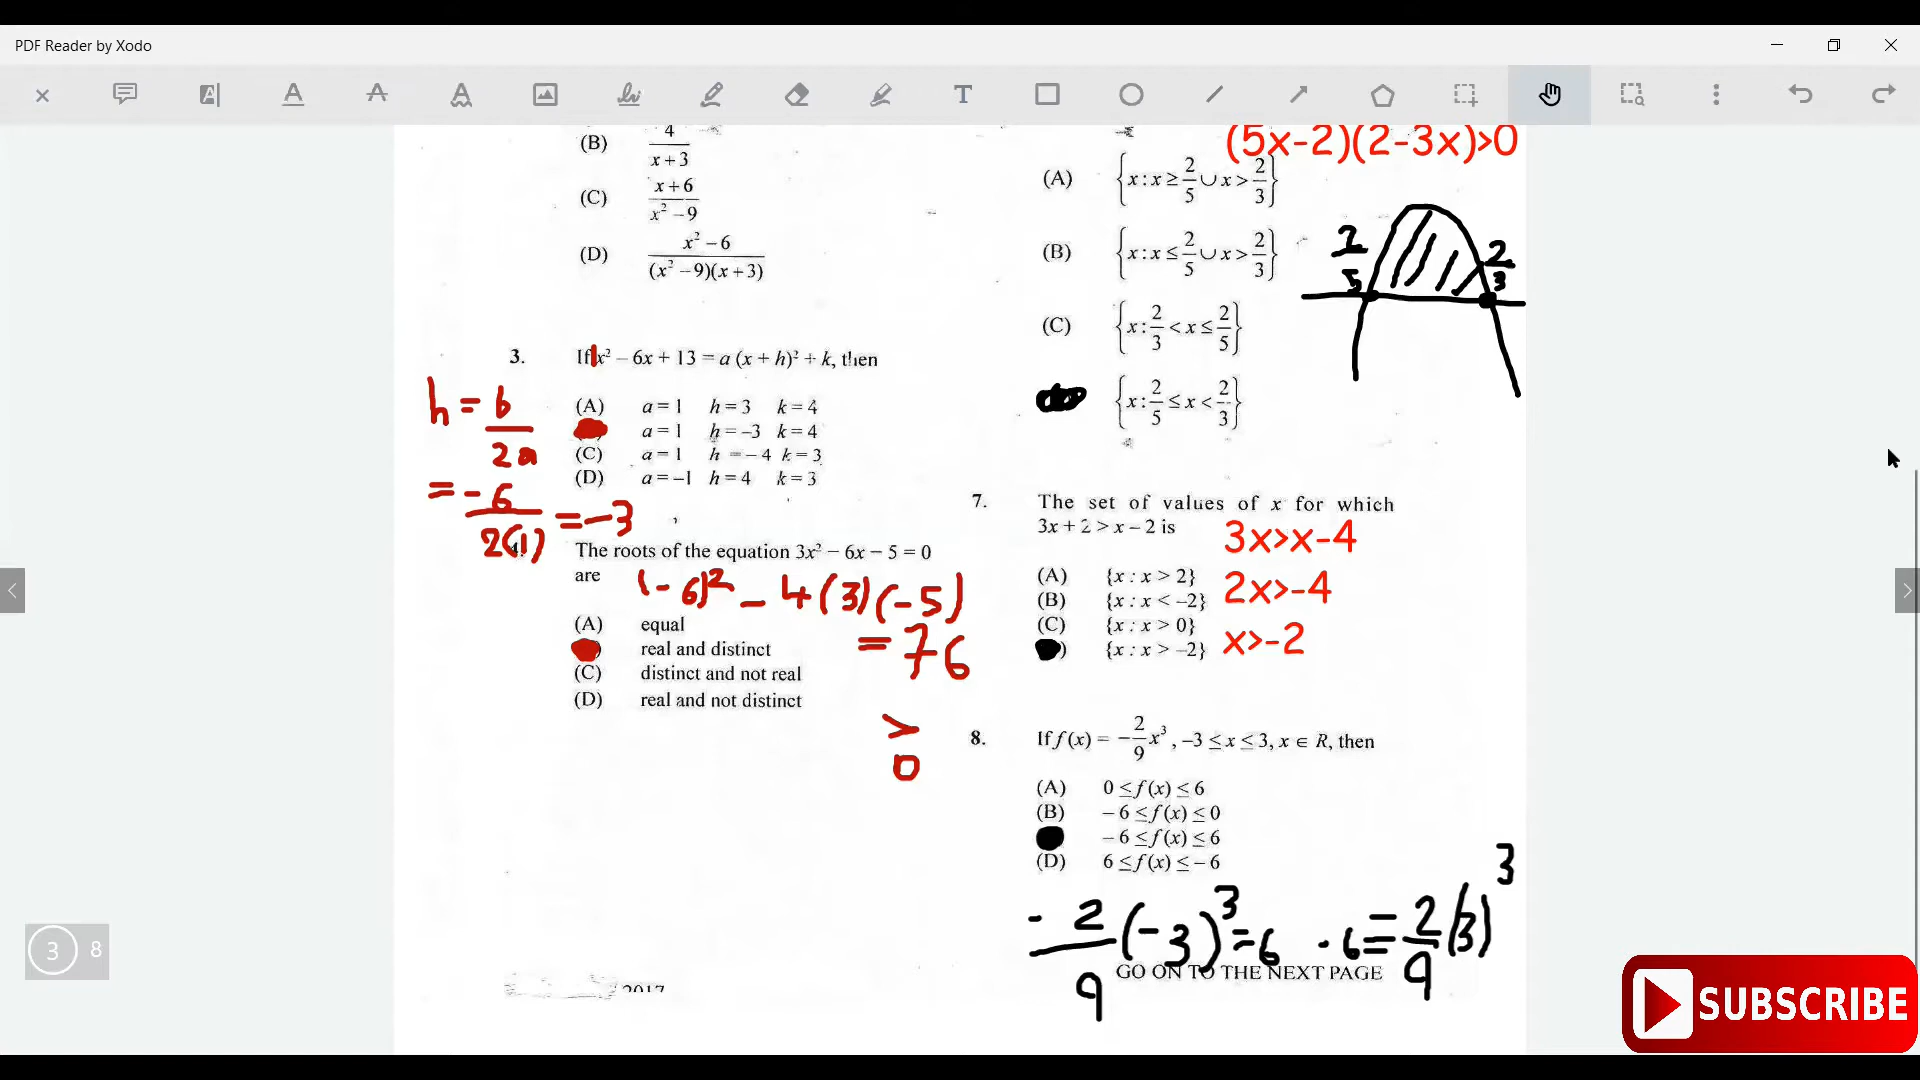 PDF Reader by Xodo
(B) 4/(x+3)
(C) (x+6)/(x² −9)
(D) (x² −6)/((x² −9)(x+3))
3. If 1x² − 6x + 13 = a (x + h)² + k, then
h = b/2a
= -6/2(1) = -3
(A) a = 1 h = 3 k = 4
a = 1 h = −3 k = 4
(C) a = 1 h = −4 k = 3
(D) a = −1 h = 4 k = 3
4. The roots of the equation 3x² − 6x − 5 = 0
are
(-6)² - 4(3)(-5)
= 76
>
0
(A) equal
real and distinct
(C) distinct and not real
(D) real and not distinct
2017
(5x-2)(2-3x)>0
(A) {x : x ≥ 2/5 ∪ x > 2/3}
(B) {x : x ≤ 2/5 ∪ x > 2/3}
(C) {x : 2/3 < x ≤ 2/5}
{x : 2/5 ≤ x < 2/3}
2/5
2/3
7. The set of values of x for which
3x + 2 > x − 2 is
3x>x-4
2x>-4
x>-2
(A) {x : x > 2}
(B) {x : x < −2}
(C) {x : x > 0}
) {x : x > −2}
8. If f (x) = −2/9 x³ , −3 ≤ x ≤ 3, x ∈ R, then
(A) 0 ≤ f (x) ≤ 6
(B) − 6 ≤ f (x) ≤ 0
− 6 ≤ f (x) ≤ 6
(D) 6 ≤ f (x) ≤ − 6
-2/9 (-3)³ = 6
-6 = -2/9 (3)³
GO ON TO THE NEXT PAGE
3 8
SUBSCRIBE